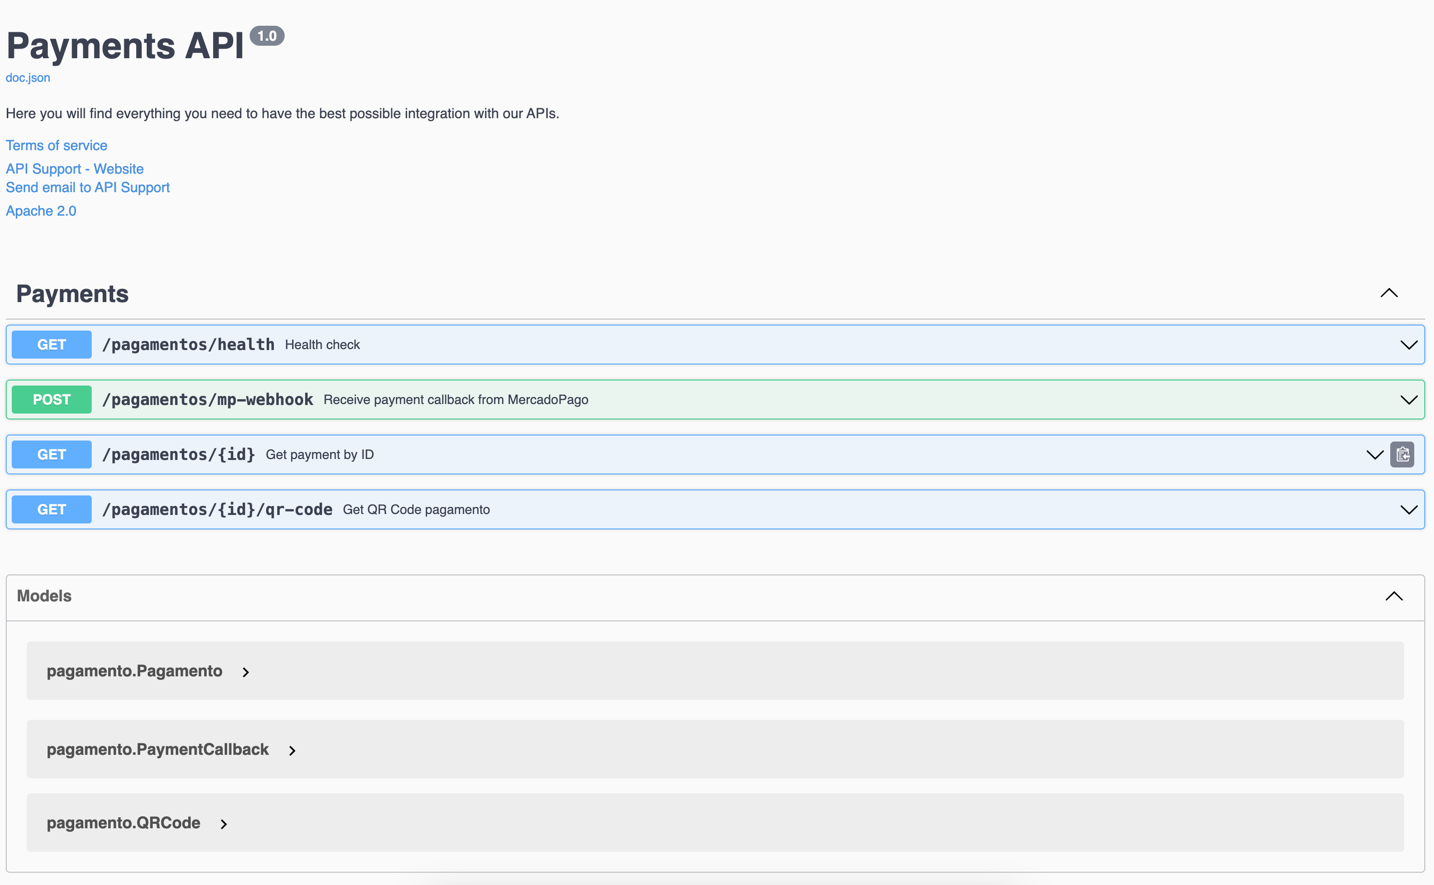 Payments API 1.0
doc.json
Here you will find everything you need to have the best possible integration with our APIs.
Terms of service
API Support - Website
Send email to API Support
Apache 2.0
Payments
GET /pagamentos/health Health check
POST /pagamentos/mp-webhook Receive payment callback from MercadoPago
GET /pagamentos/{id} Get payment by ID
GET /pagamentos/{id}/qr-code Get QR Code pagamento
Models
pagamento.Pagamento
pagamento.PaymentCallback
pagamento.QRCode